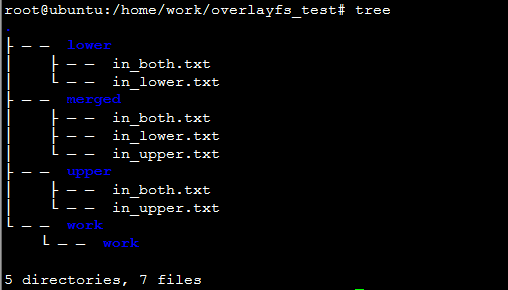 root@ubuntu:/home/work/overlayfs_test# tree
.
├── lower
│   ├── in_both.txt
│   └── in_lower.txt
├── merged
│   ├── in_both.txt
│   ├── in_lower.txt
│   └── in_upper.txt
├── upper
│   ├── in_both.txt
│   └── in_upper.txt
└── work
    └── work
5 directories, 7 files